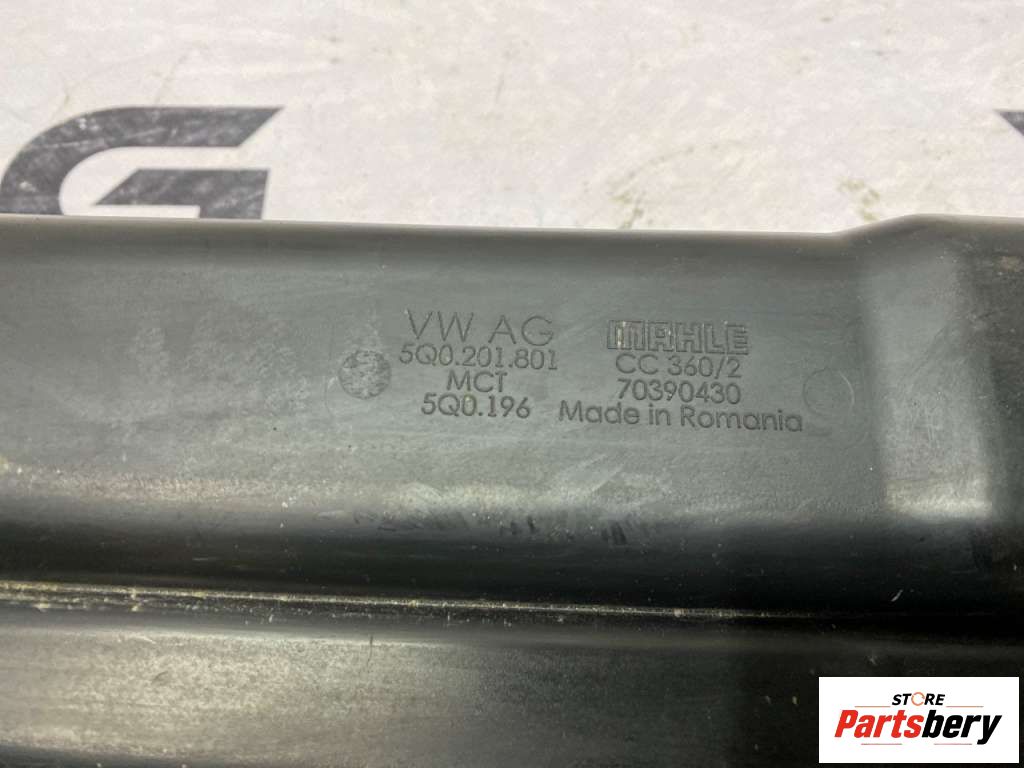 VW AG
5Q0.201.801
MCT
5Q0.196
MAHLE
CC 360/2
70390430
Made in Romania
STORE
Partsbery